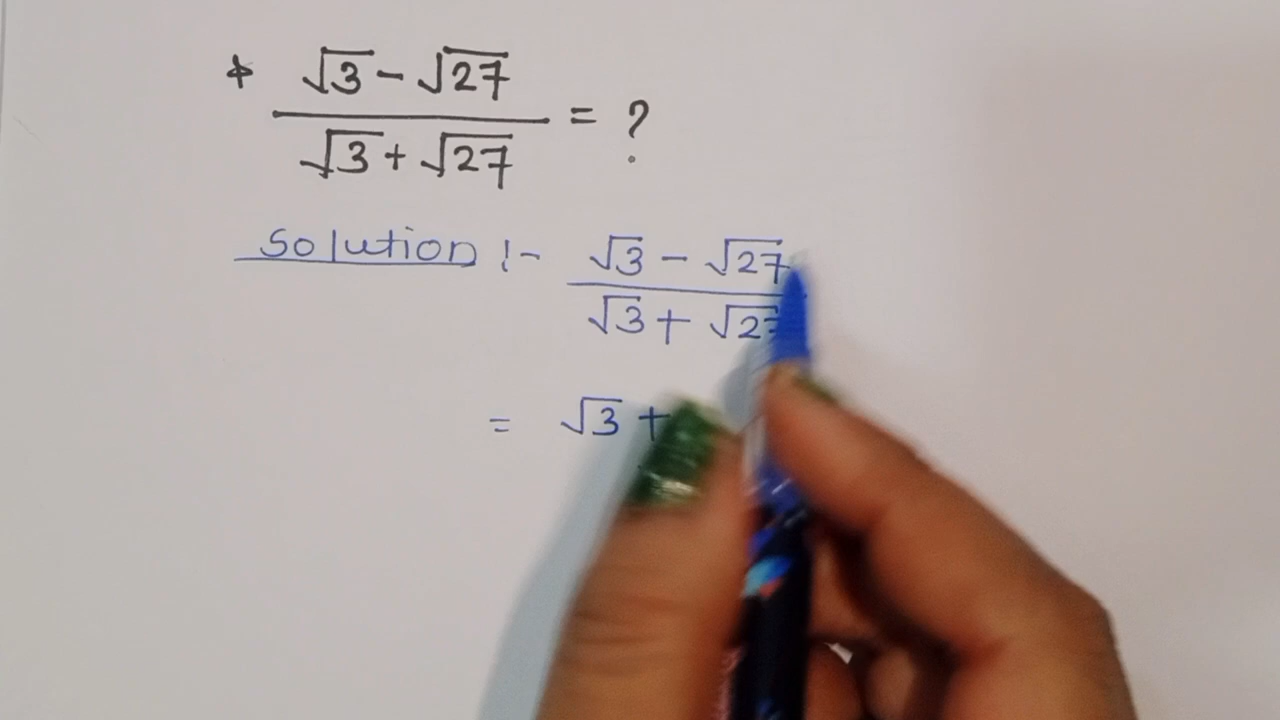 * √3 - √27
√3 + √27 = ?
Solution :- √3 - √27
√3 + √2
= √3 +